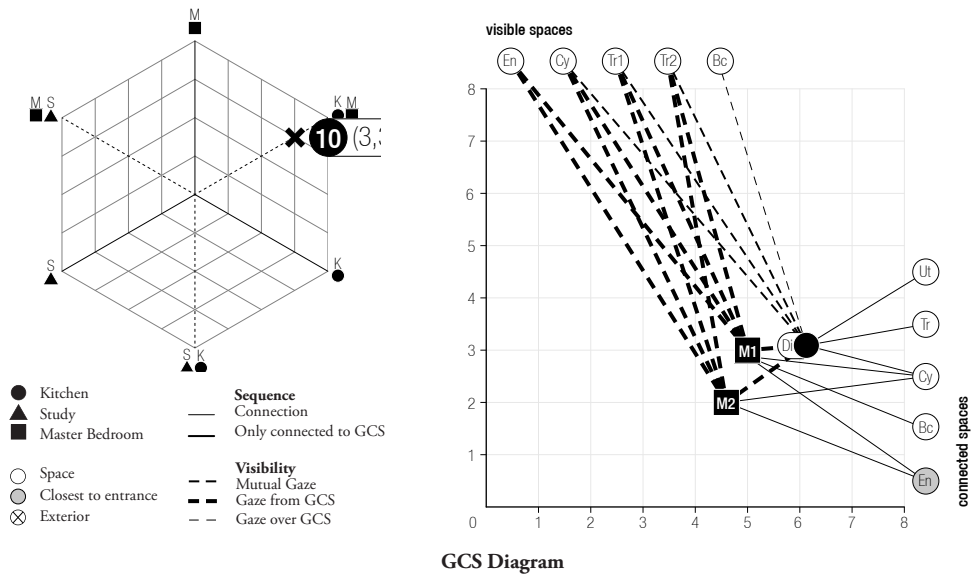 M
M S
K M
10 (3,3
S
K
S K
Kitchen
Study
Master Bedroom
Space
Closest to entrance
Exterior
Sequence
Connection
Only connected to GCS
Visibility
Mutual Gaze
Gaze from GCS
Gaze over GCS
visible spaces
En Cy Tr1 Tr2 Bc
8
7
6
5
4
3
2
1
0 1 2 3 4 5 6 7 8
M1
Di
M2
Ut
Tr
Cy
Bc
En
connected spaces
GCS Diagram